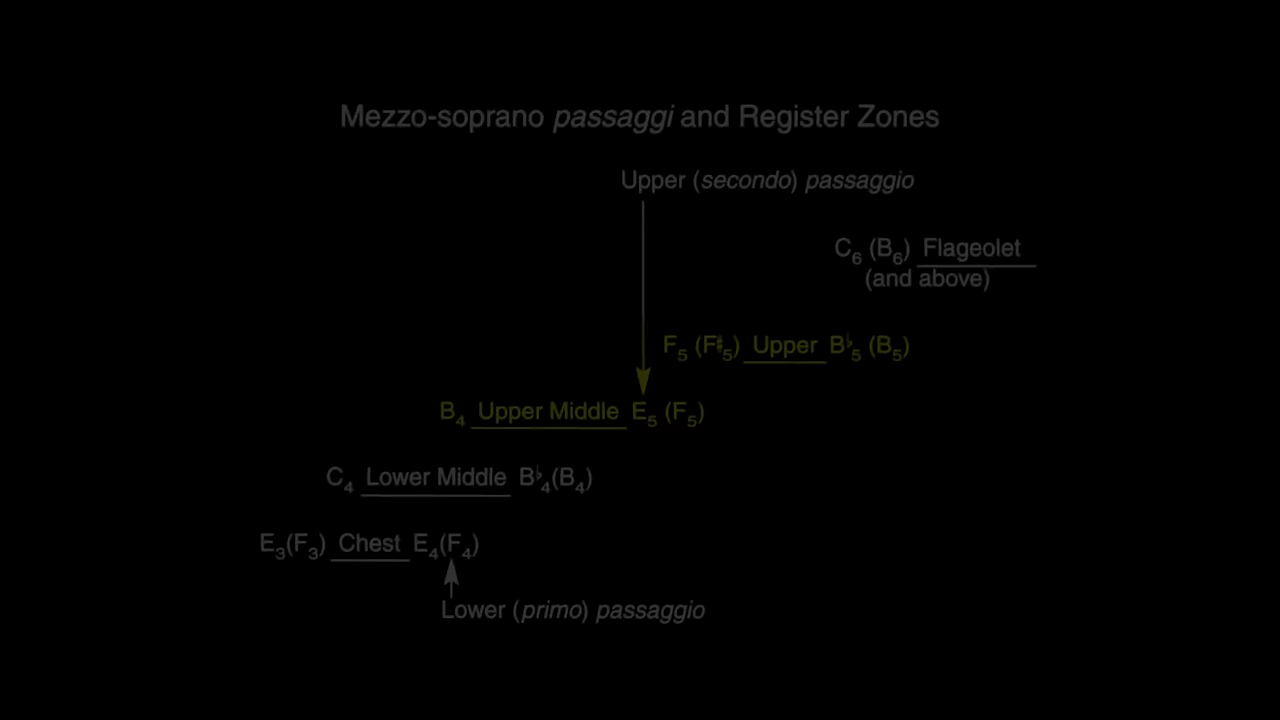 Mezzo-soprano passaggi and Register Zones
Upper (secondo) passaggio
C₆ (B₆) Flageolet
(and above)
F₅ (F♯₅) Upper B♭₅ (B₅)
B₄ Upper Middle E₅ (F₅)
C₄ Lower Middle B♭₄(B₄)
E₃(F₃) Chest E₄(F₄)
Lower (primo) passaggio